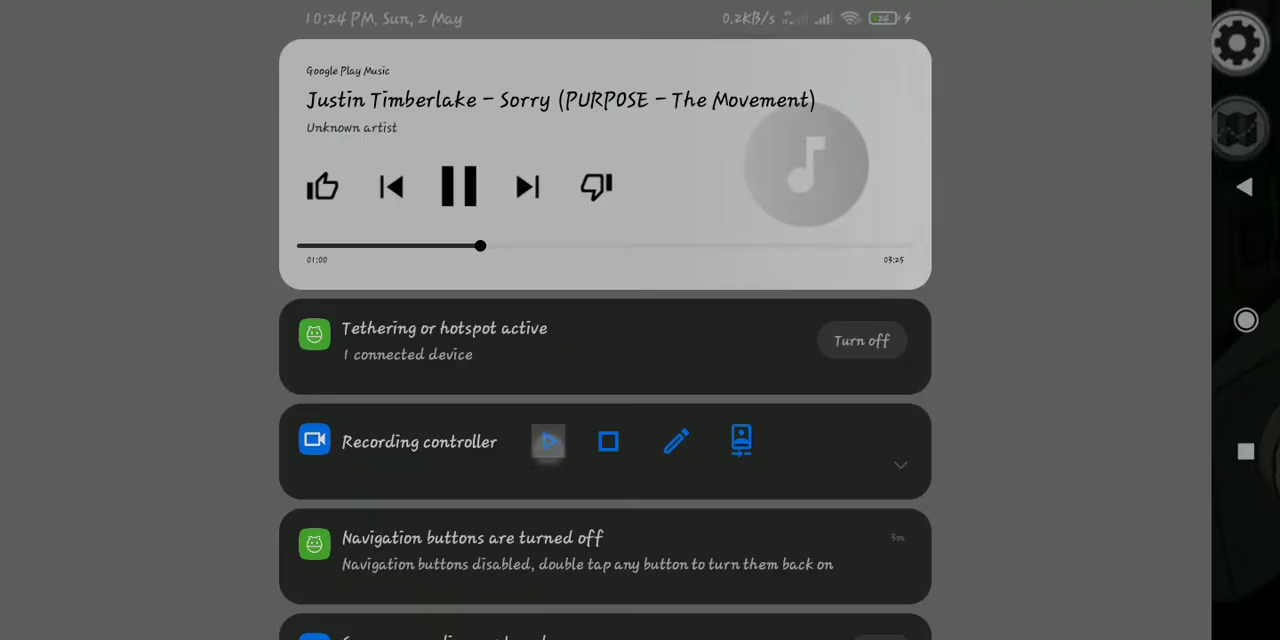 10:24 PM, Sun, 2 May
0.2KB/s 24
Google Play Music
Justin Timberlake - Sorry (PURPOSE - The Movement)
Unknown artist
01:00 03:25
Tethering or hotspot active
1 connected device
Turn off
Recording controller
Navigation buttons are turned off 3m
Navigation buttons disabled, double tap any button to turn them back on